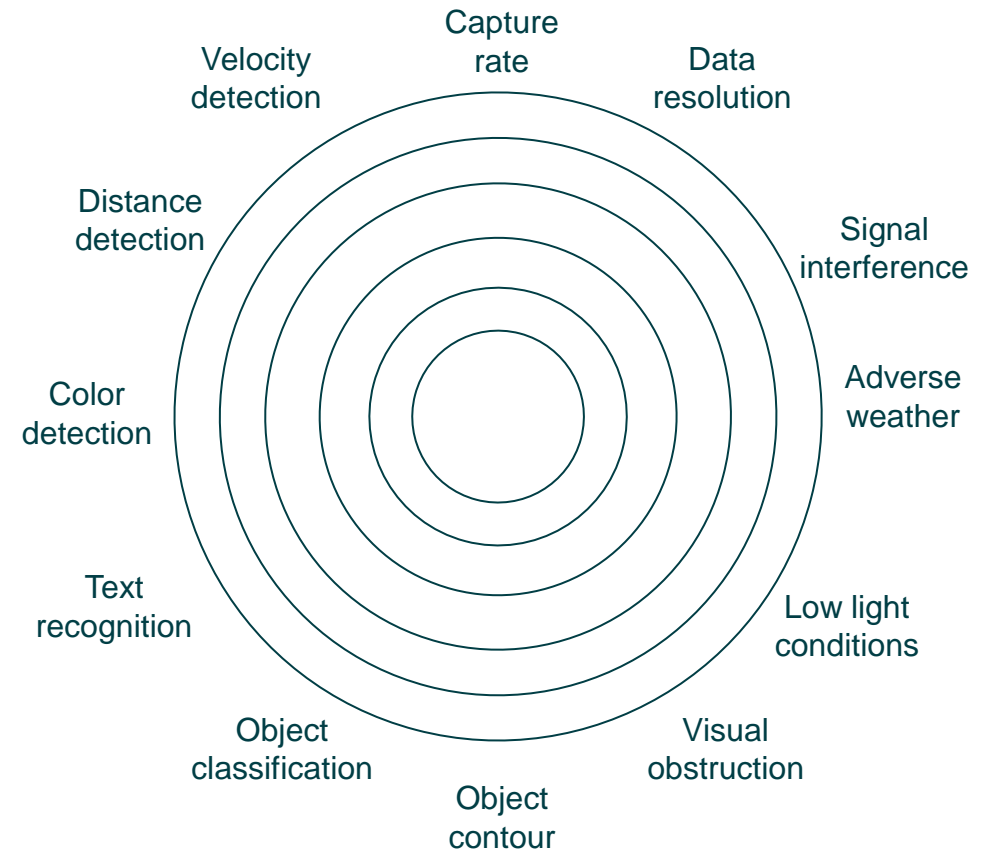 Capture
rate
Velocity
detection
Data
resolution
Distance
detection
Signal
interference
Color
detection
Adverse
weather
Text
recognition
Low light
conditions
Object
classification
Visual
obstruction
Object
contour